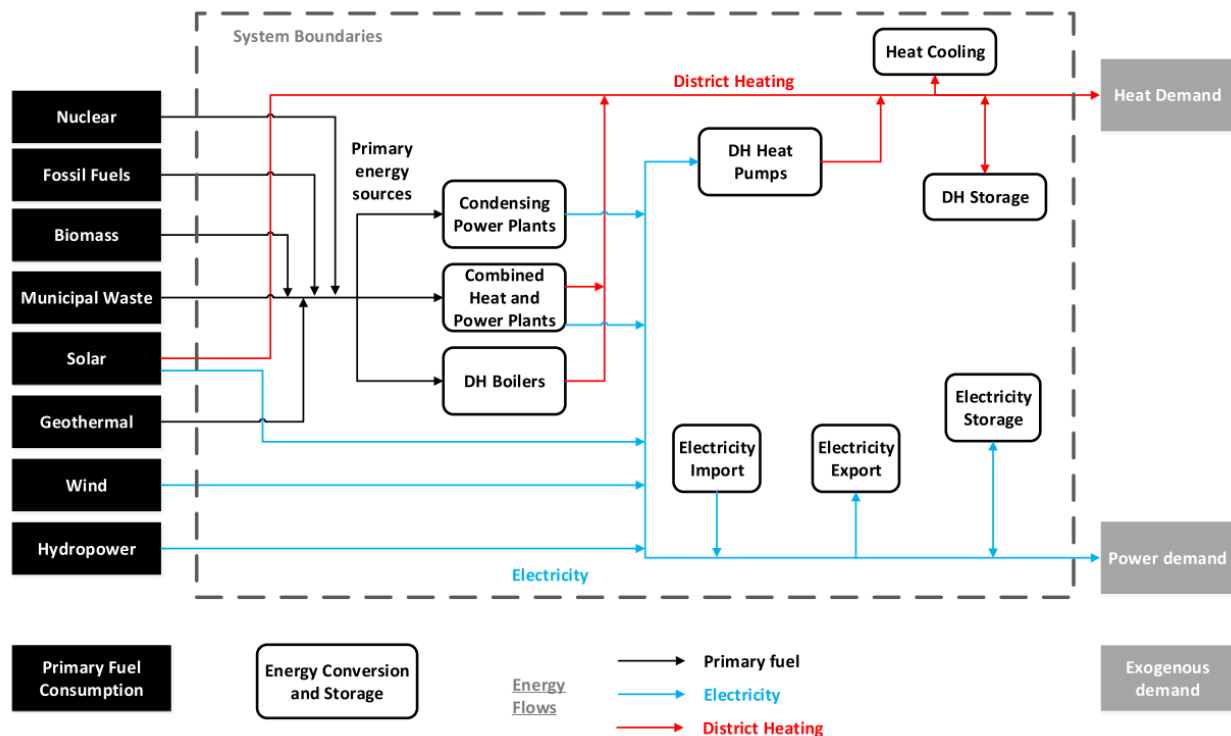 System Boundaries
Heat Cooling
District Heating
Heat Demand
Nuclear
Fossil Fuels
Primary
energy
sources
DH Heat
Pumps
Condensing
Power Plants
DH Storage
Biomass
Municipal Waste
Combined
Heat and
Power Plants
Solar
DH Boilers
Geothermal
Electricity
Storage
Electricity
Import
Electricity
Export
Wind
Hydropower
Electricity
Power demand
Primary Fuel
Consumption
Energy Conversion
and Storage
Energy
Flows
Primary fuel
Electricity
District Heating
Exogenous
demand